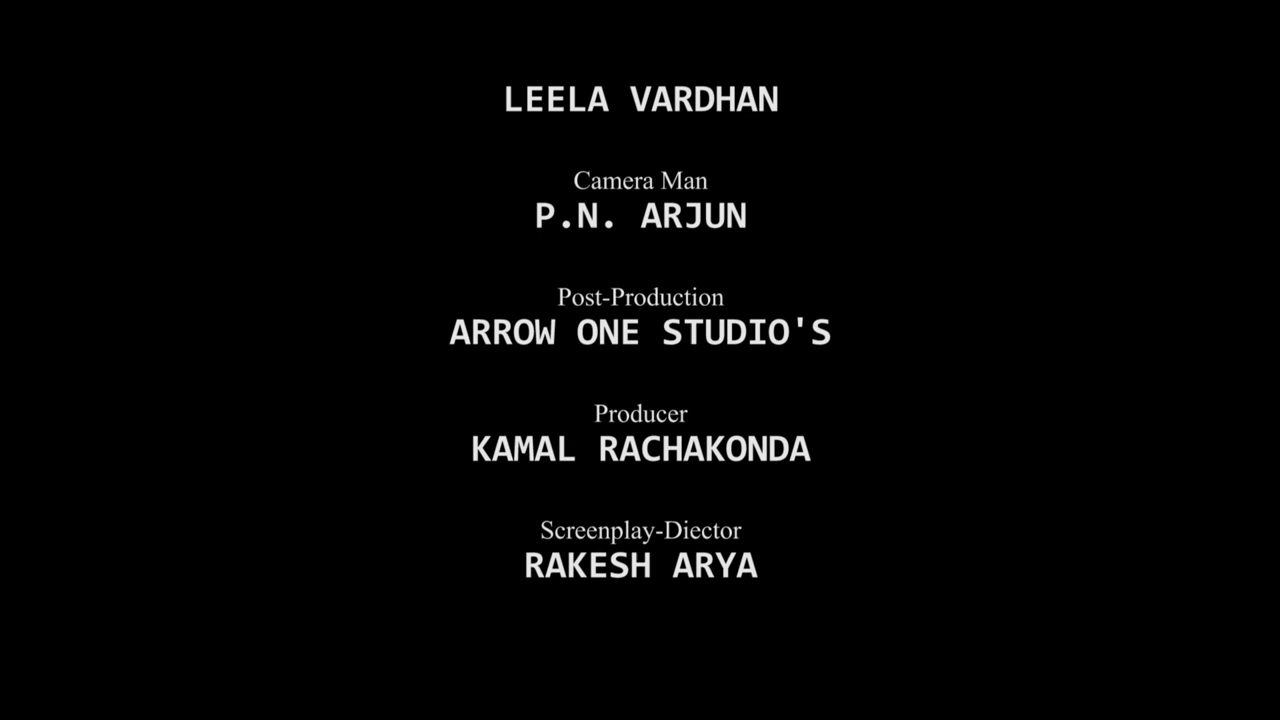 LEELA VARDHAN
Camera Man
P.N. ARJUN
Post-Production
ARROW ONE STUDIO'S
Producer
KAMAL RACHAKONDA
Screenplay-Diector
RAKESH ARYA